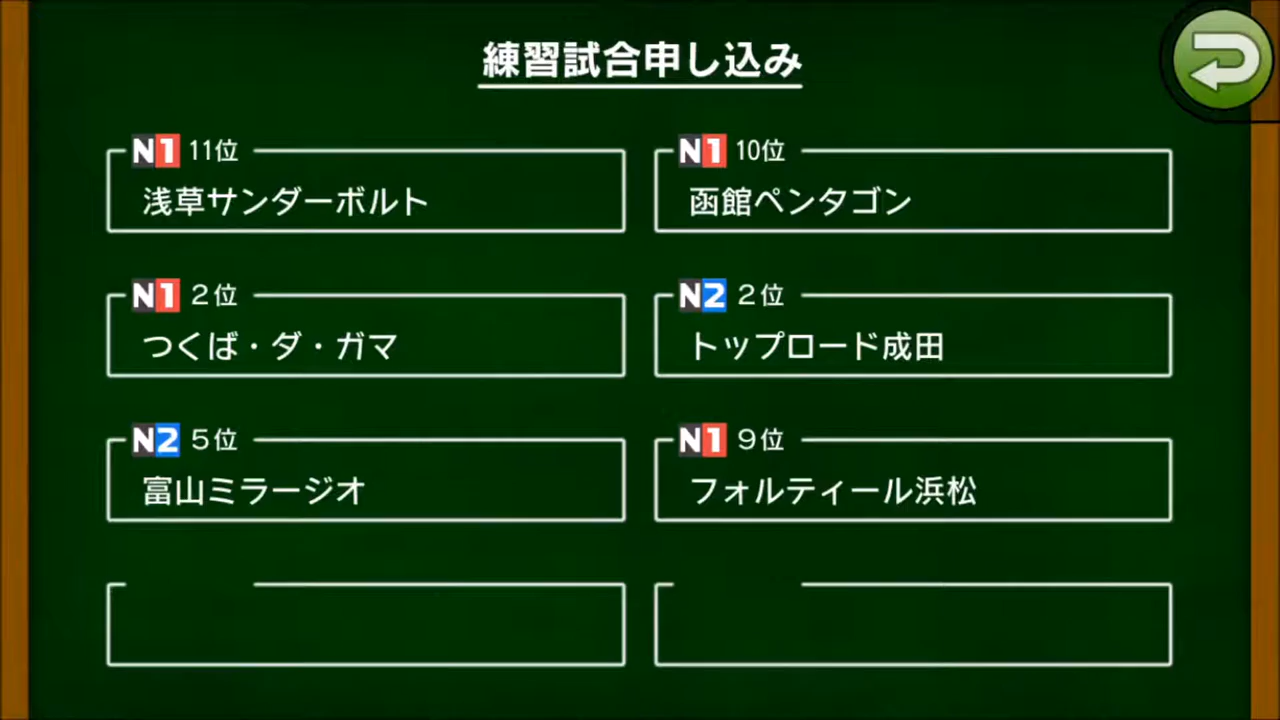 練習試合申し込み
N1 11位
浅草サンダーボルト
N1 10位
函館ペンタゴン
N1 2位
つくば・ダ・ガマ
N2 2位
トップロード成田
N2 5位
富山ミラージオ
N1 9位
フォルティール浜松